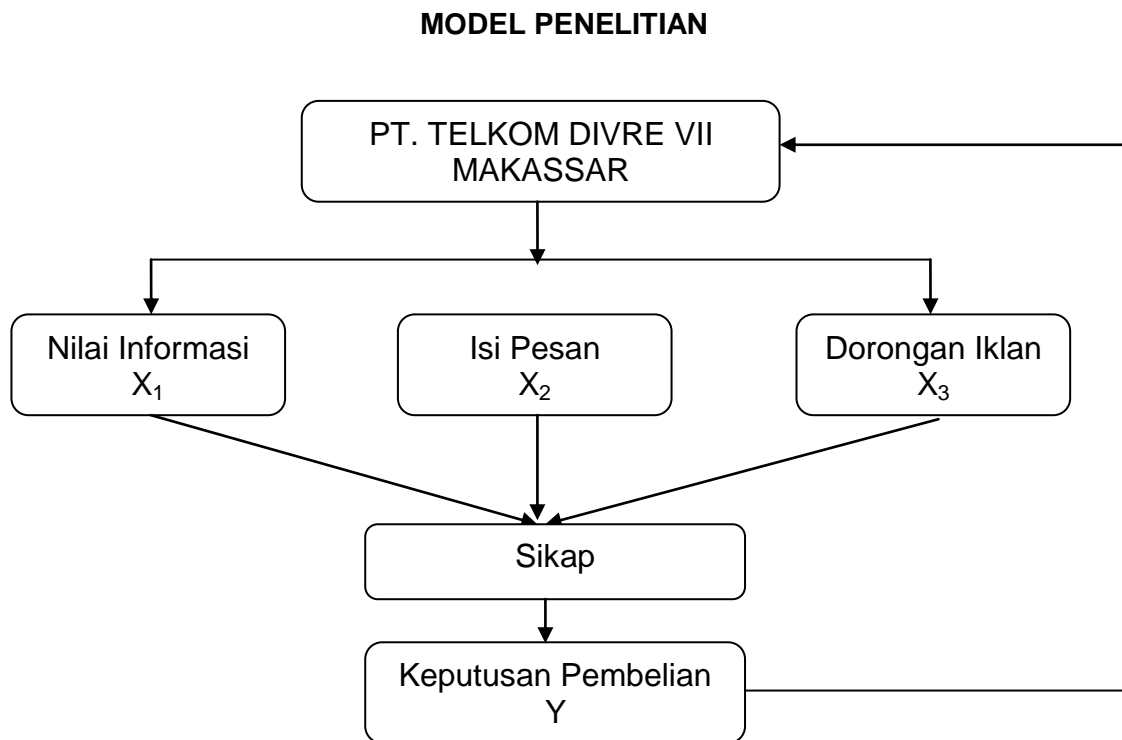 MODEL PENELITIAN
PT. TELKOM DIVRE VII
MAKASSAR
Nilai Informasi
X₁
Isi Pesan
X₂
Dorongan Iklan
X₃
Sikap
Keputusan Pembelian
Y